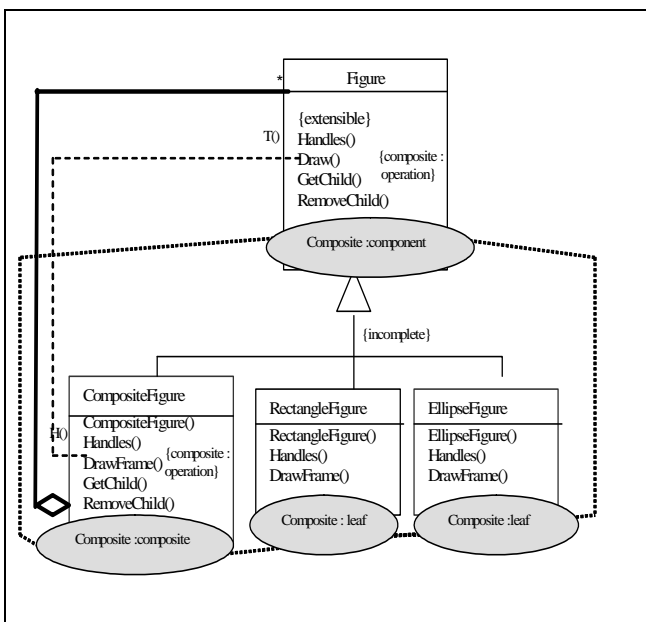 Figure
*
{extensible}
T()
Handles()
Draw()
{composite :
operation}
GetChild()
RemoveChild()
Composite :component
{incomplete}
CompositeFigure
CompositeFigure()
H()
Handles()
DrawFrame()
{composite :
operation}
GetChild()
RemoveChild()
Composite :composite
RectangleFigure
RectangleFigure()
Handles()
DrawFrame()
Composite : leaf
EllipseFigure
EllipseFigure()
Handles()
DrawFrame()
Composite :leaf